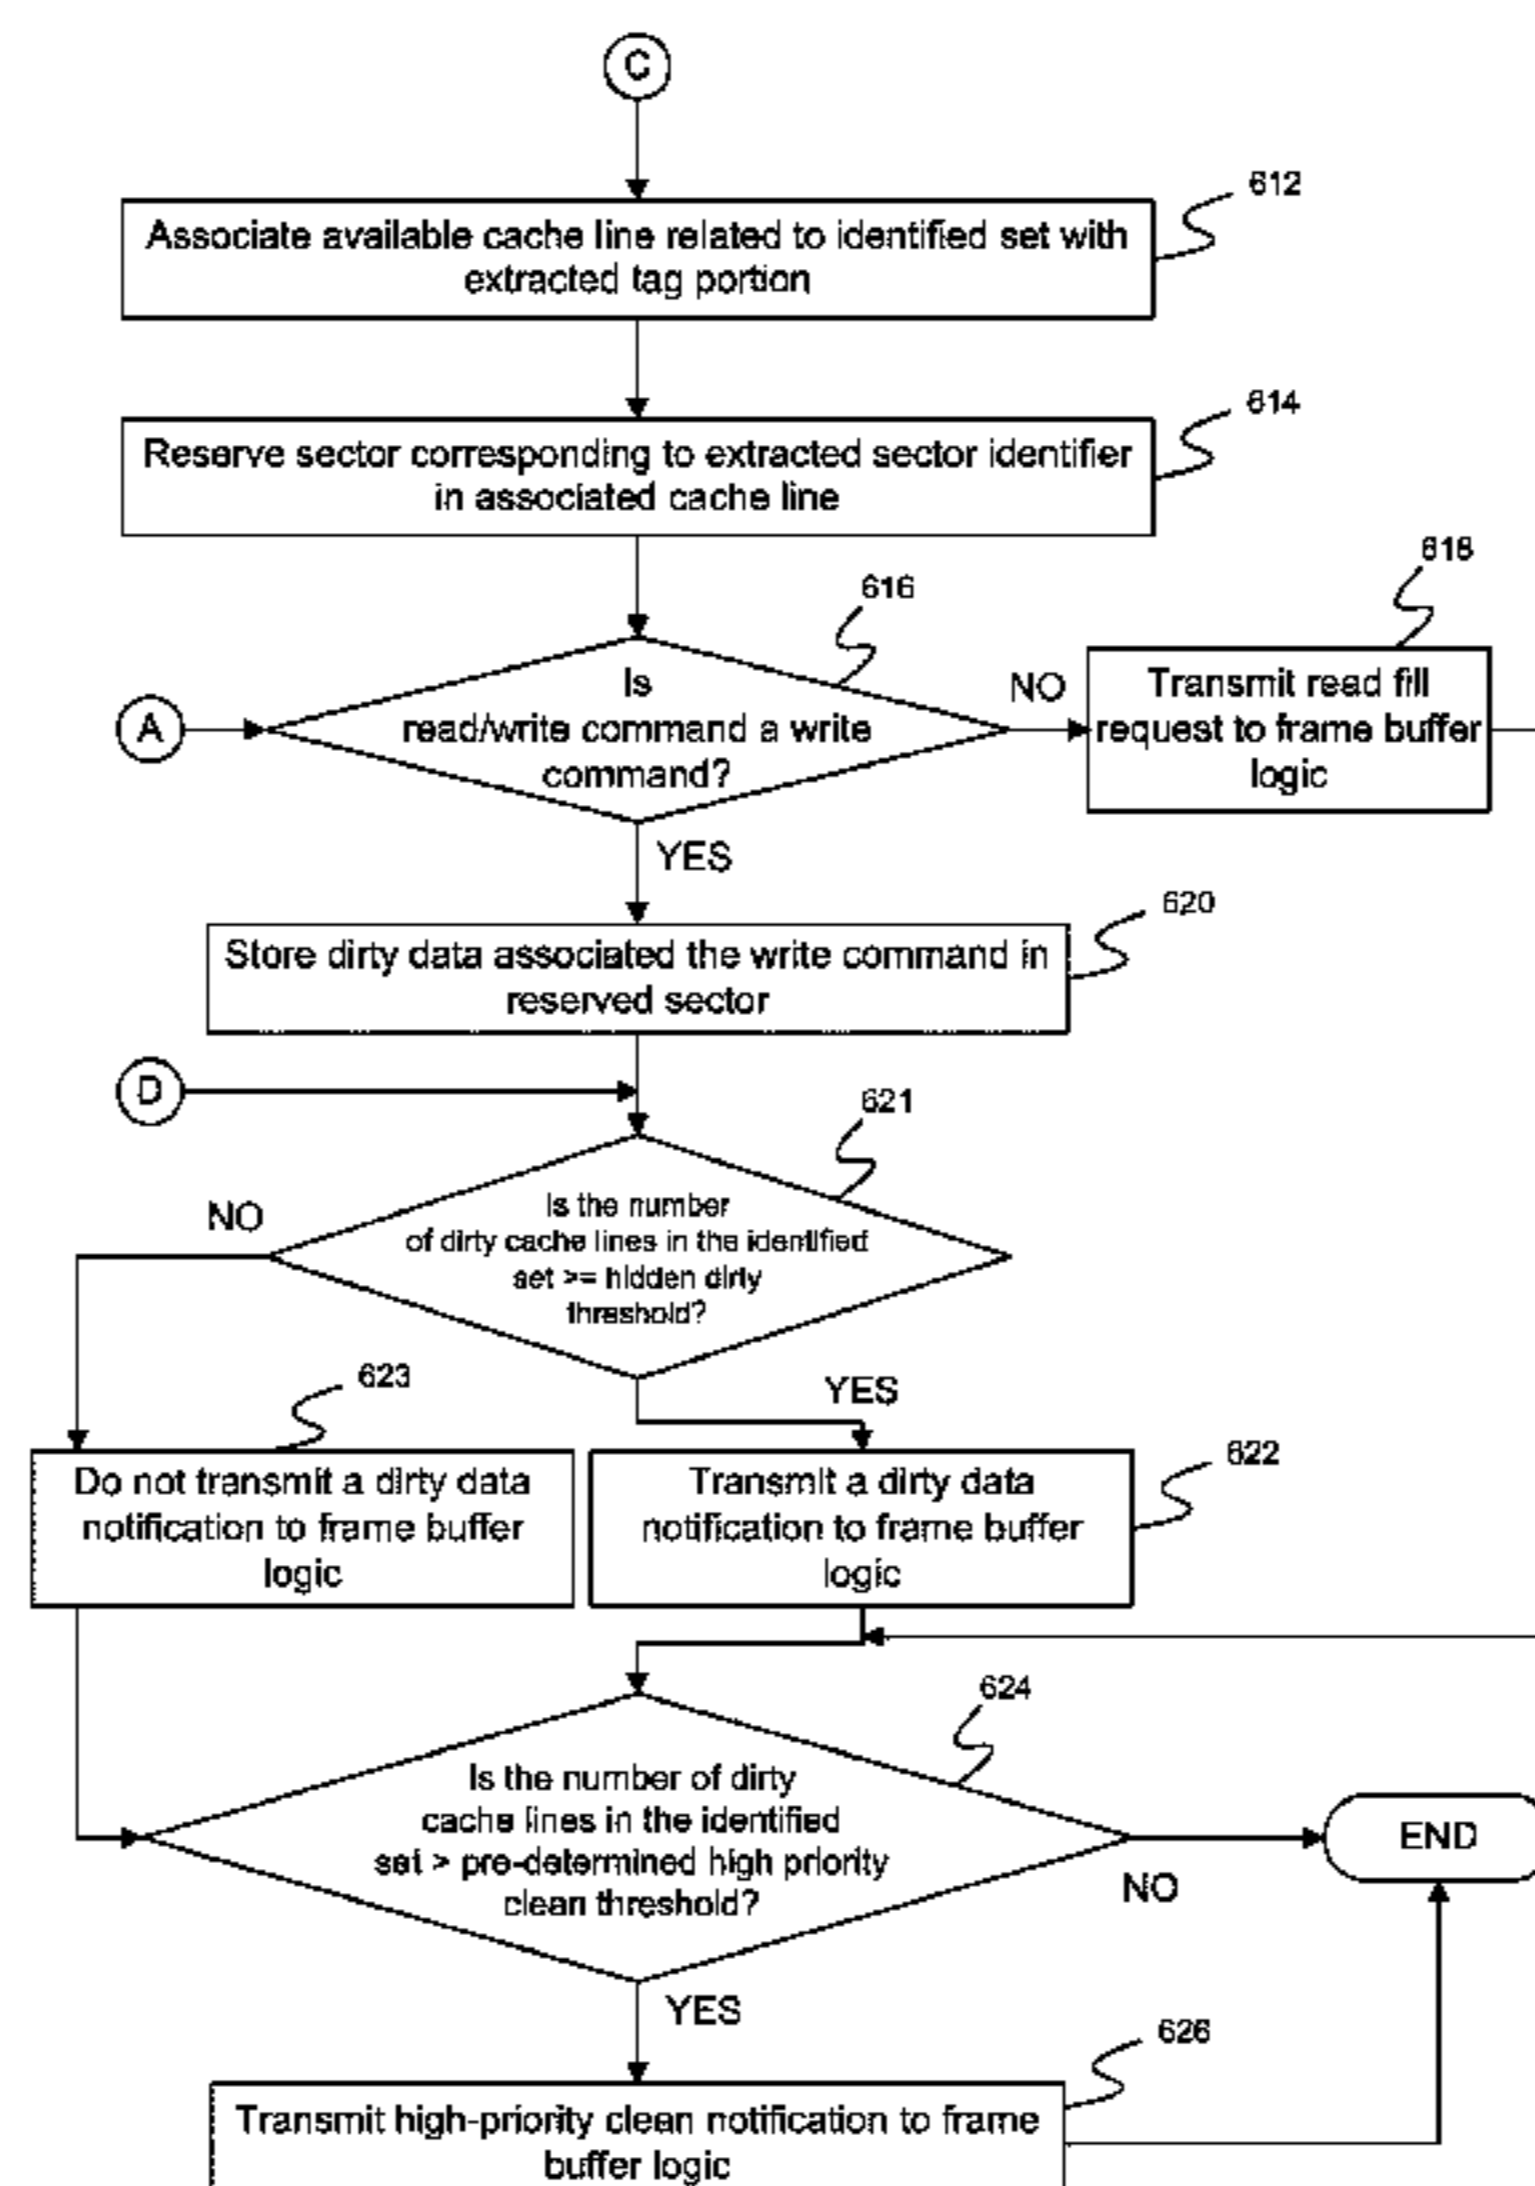 C
612
Associate available cache line related to identified set with
extracted tag portion
614
Reserve sector corresponding to extracted sector identifier
in associated cache line
616
618
A
Is
read/write command a write
command?
NO
Transmit read fill
request to frame buffer
logic
YES
620
Store dirty data associated the write command in
reserved sector
D
621
Is the number
of dirty cache lines in the identified
set >= hidden dirty
threshold?
NO
YES
623
Do not transmit a dirty data
notification to frame buffer
logic
622
Transmit a dirty data
notification to frame buffer
logic
624
Is the number of dirty
cache lines in the identified
set > pre-determined high priority
clean threshold?
NO
END
YES
626
Transmit high-priority clean notification to frame
buffer logic